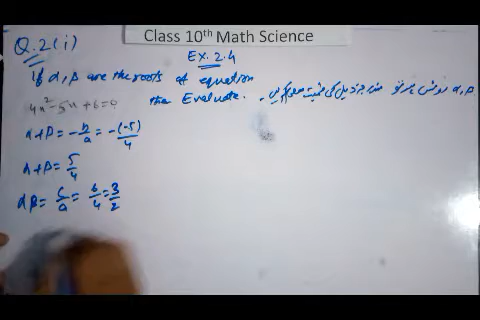 Class 10th Math Science
Q.2(i)
Ex. 2.4
If α, β are the roots of equation
4x² - 5x + 6 = 0 then Evaluate.
α+β = -b/a = -(-5)/4
α+β = 5/4
αβ = c/a = 6/4 = 3/2